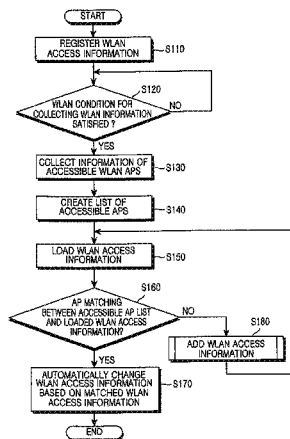 START
REGISTER WLAN
ACCESS INFORMATION
S110
S120
WLAN CONDITION FOR
COLLECTING WLAN INFORMATION
SATISFIED ?
NO
YES
COLLECT INFORMATION OF
ACCESSIBLE WLAN APS
S130
CREATE LIST OF
ACCESSIBLE APS
S140
LOAD WLAN ACCESS
INFORMATION
S150
S160
AP MATCHING
BETWEEN ACCESSIBLE AP LIST
AND LOADED WLAN ACCESS
INFORMATION?
NO
S180
ADD WLAN ACCESS
INFORMATION
YES
AUTOMATICALLY CHANGE
WLAN ACCESS INFORMATION
BASED ON MATCHED WLAN
ACCESS INFORMATION
S170
END